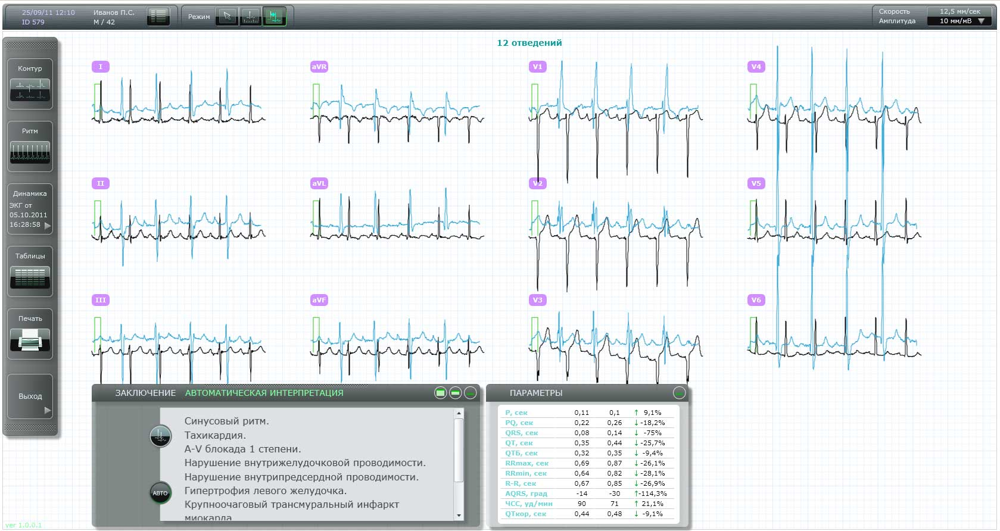 25/09/11 12:10
ID 579
Иванов П.С.
М / 42
Режим
Скорость
12,5 мм/сек
Амплитуда
10 мм/мВ
Контур
Ритм
Динамика
ЭКГ от
05.10.2011
16:28:58
Таблицы
Печать
Выход
12 отведений
I
aVR
V1
V4
II
aVL
V2
V5
III
aVF
V3
V6
ЗАКЛЮЧЕНИЕ АВТОМАТИЧЕСКАЯ ИНТЕРПРЕТАЦИЯ
АВТО
Синусовый ритм.
Тахикардия.
А-V блокада 1 степени.
Нарушение внутрижелудочковой проводимости.
Нарушение внутрипредсердной проводимости.
Гипертрофия левого желудочка.
Крупноочаговый трансмуральный инфаркт
миокарда
ПАРАМЕТРЫ
P, сек 0,11 0,1 ↑ 9,1%
PQ, сек 0,22 0,26 ↓ -18,2%
QRS, сек 0,08 0,14 ↓ -75%
QT, сек 0,35 0,44 ↓ -25,7%
QTБ, сек 0,32 0,35 ↓ -9,4%
RRmax, сек 0,69 0,87 ↓ -26,1%
RRmin, сек 0,64 0,82 ↓ -28,1%
R-R, сек 0,67 0,85 ↓ -26,9%
AQRS, град -14 -30 ↑ -114,3%
ЧСС, уд/мин 90 71 ↑ 21,1%
QTкор, сек 0,44 0,48 ↓ -9,1%
ver 1.0.0.1